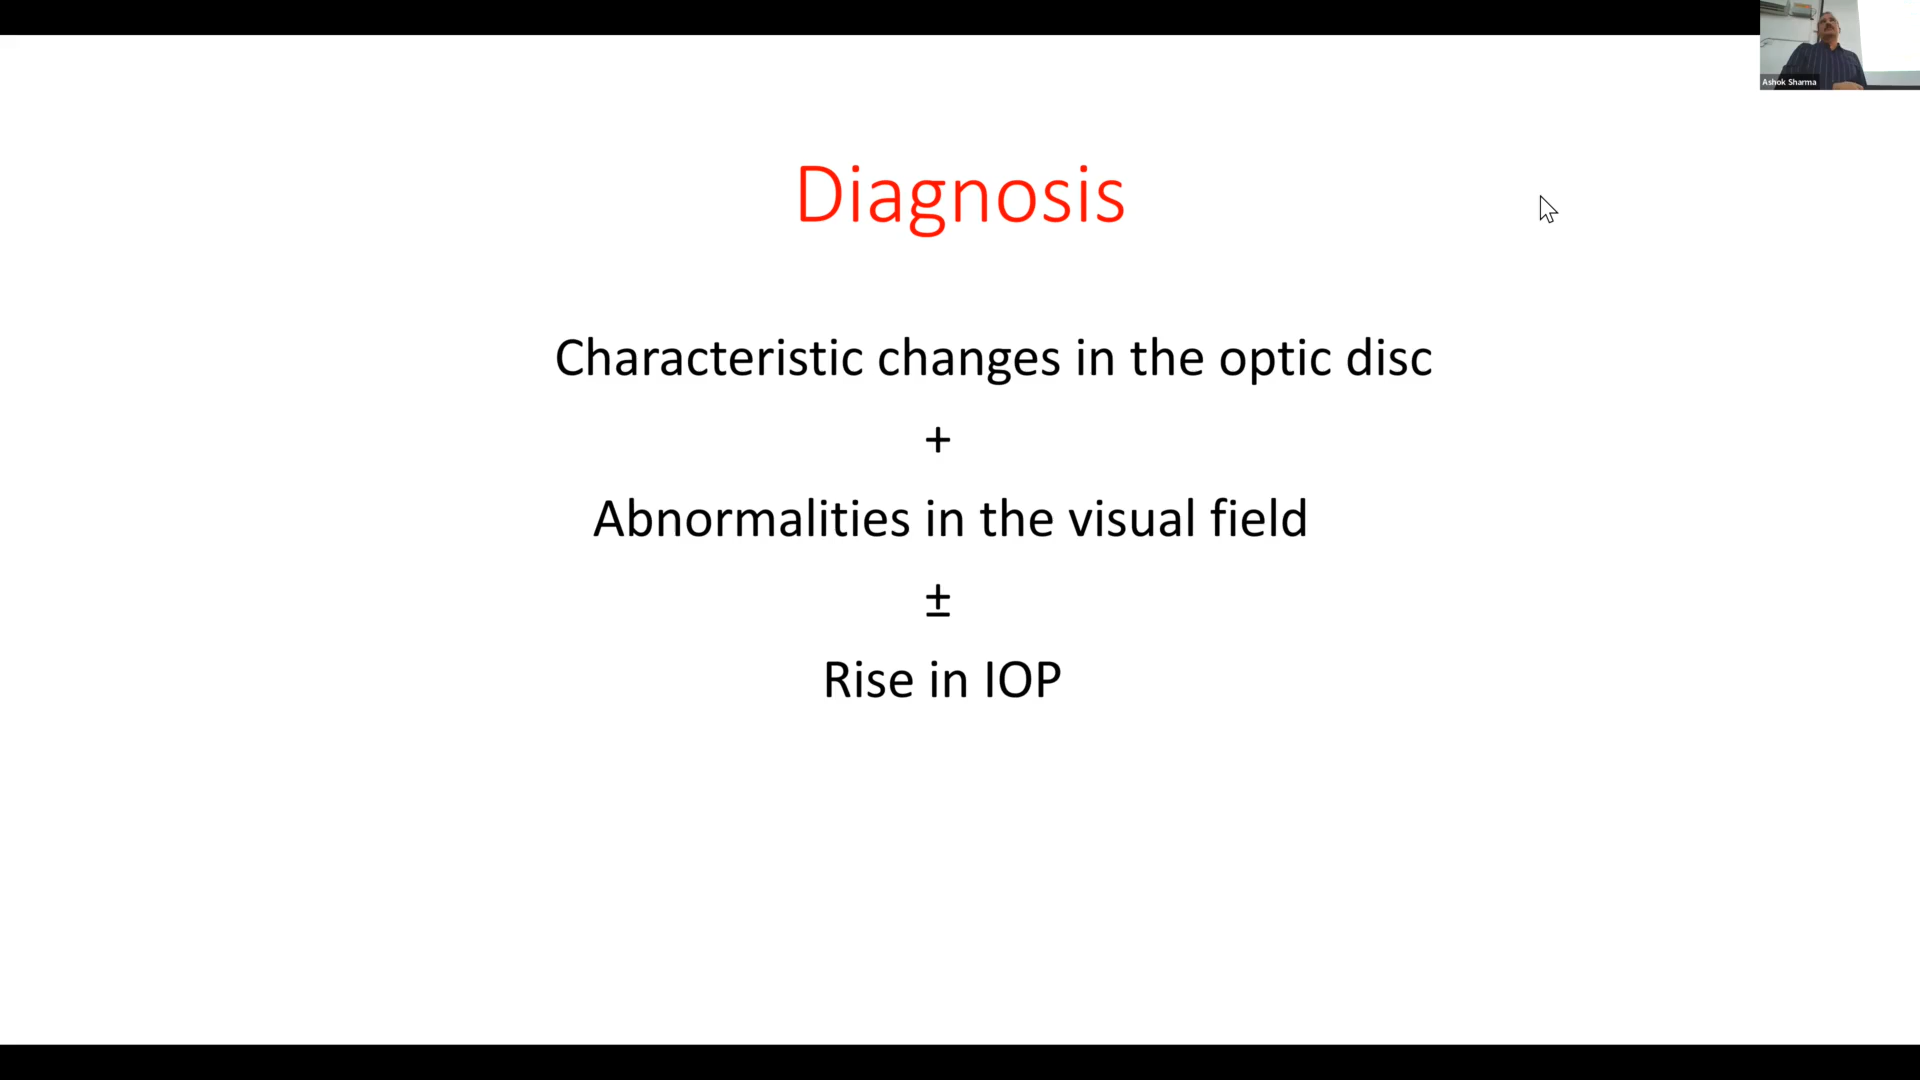 Ashok Sharma
Diagnosis
Characteristic changes in the optic disc
+
Abnormalities in the visual field
±
Rise in IOP